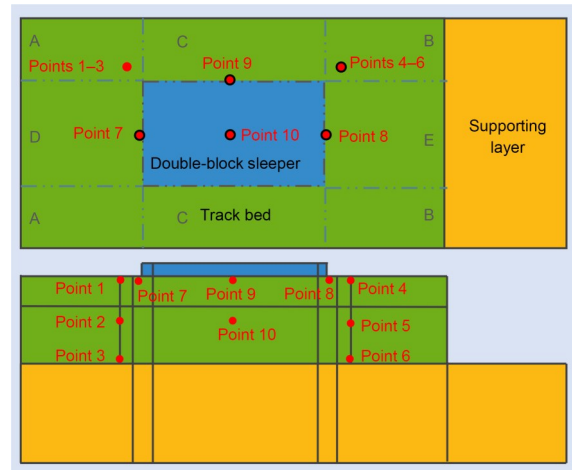 A
C
B
Points 1–3
Point 9
Points 4–6
D
Point 7
Point 10
Point 8
E
Supporting
layer
Double-block sleeper
A
C
Track bed
B
Point 1
Point 7
Point 9
Point 8
Point 4
Point 2
Point 10
Point 5
Point 3
Point 6